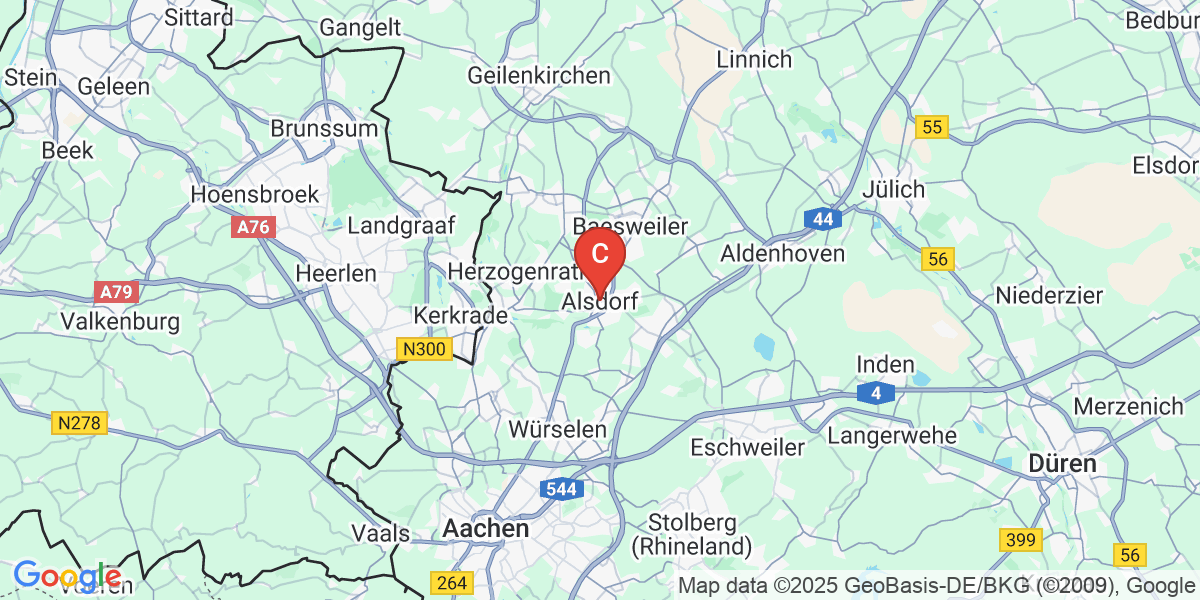 Sittard
Gangelt
Bedbur
Stein
Geleen
Geilenkirchen
Linnich
Brunssum
55
Beek
Elsdor
Hoensbroek
Jülich
A76
Landgraaf
Baesweiler
44
C
Heerlen
Herzogenrath
Aldenhoven
56
A79
Alsdorf
Niederzier
Valkenburg
Kerkrade
N300
Inden
4
N278
Merzenich
Würselen
Eschweiler
Langerwehe
Düren
544
Vaals
Aachen
Stolberg
(Rhineland)
399
56
264
Google
Map data ©2025 GeoBasis-DE/BKG (©2009), Google